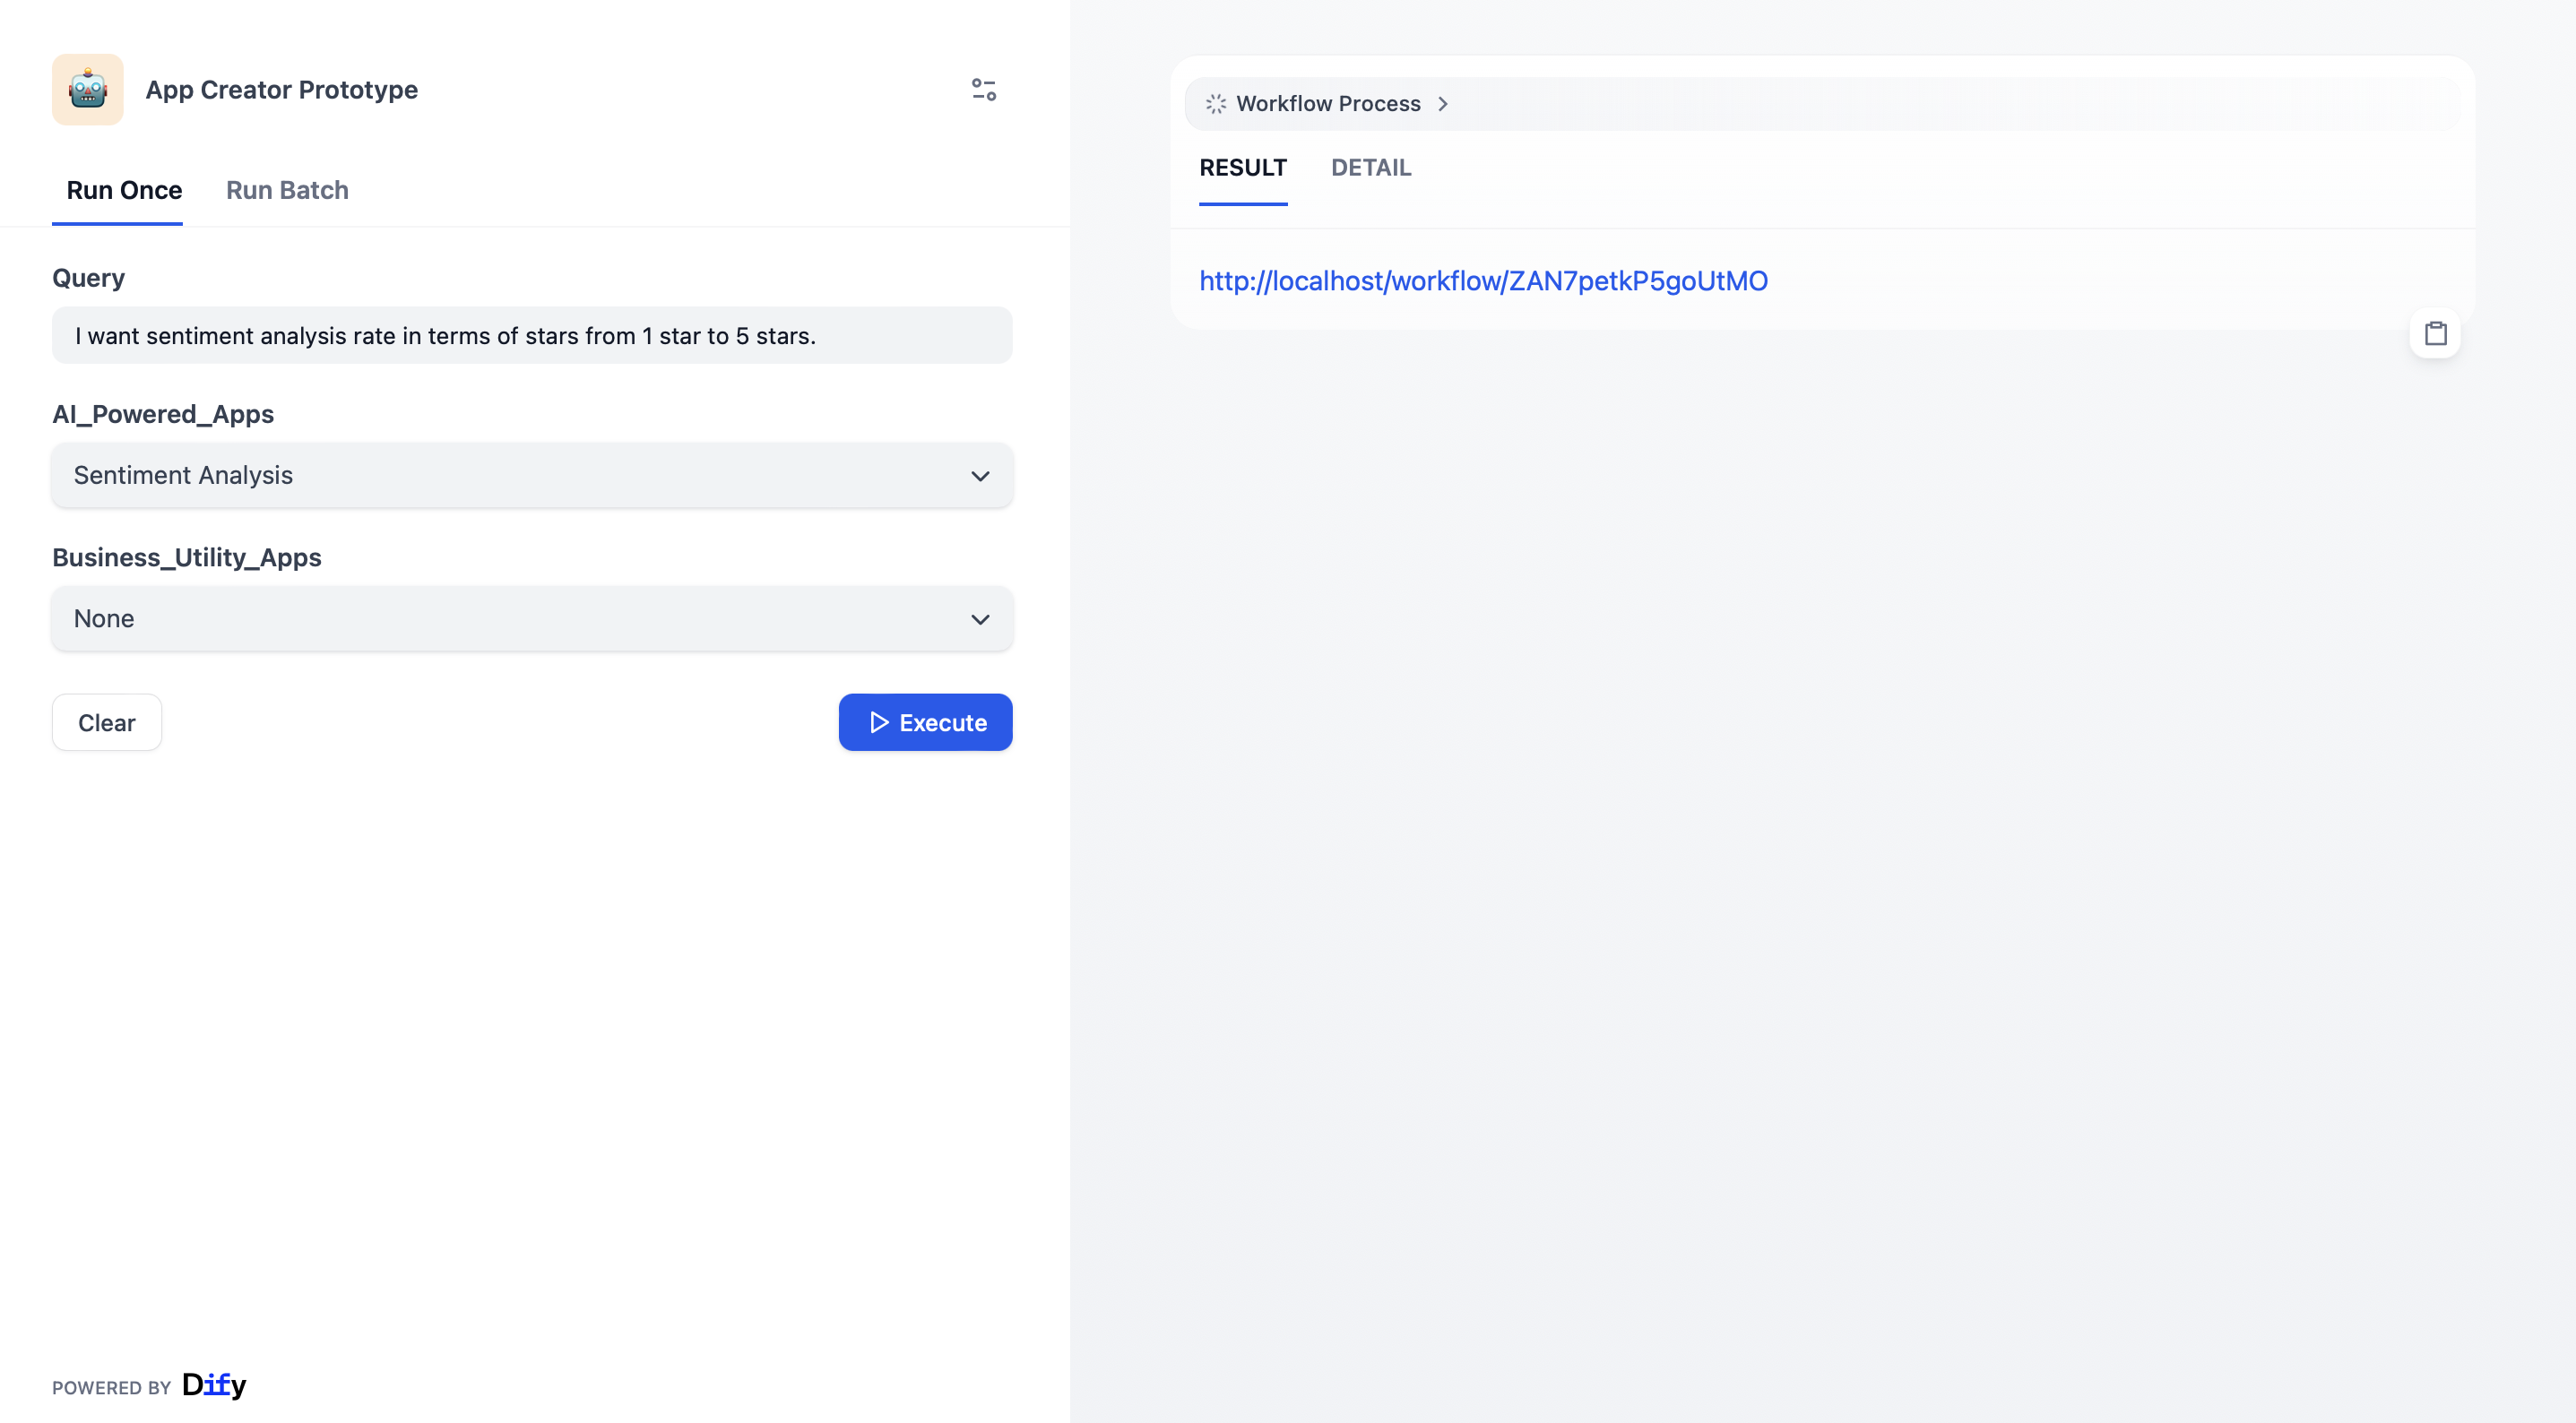 App Creator Prototype
Run Once
Run Batch
Query
I want sentiment analysis rate in terms of stars from 1 star to 5 stars.
AI_Powered_Apps
Sentiment Analysis
Business_Utility_Apps
None
Clear
Execute
POWERED BY Dify
Workflow Process
RESULT
DETAIL
http://localhost/workflow/ZAN7petkP5goUtMO